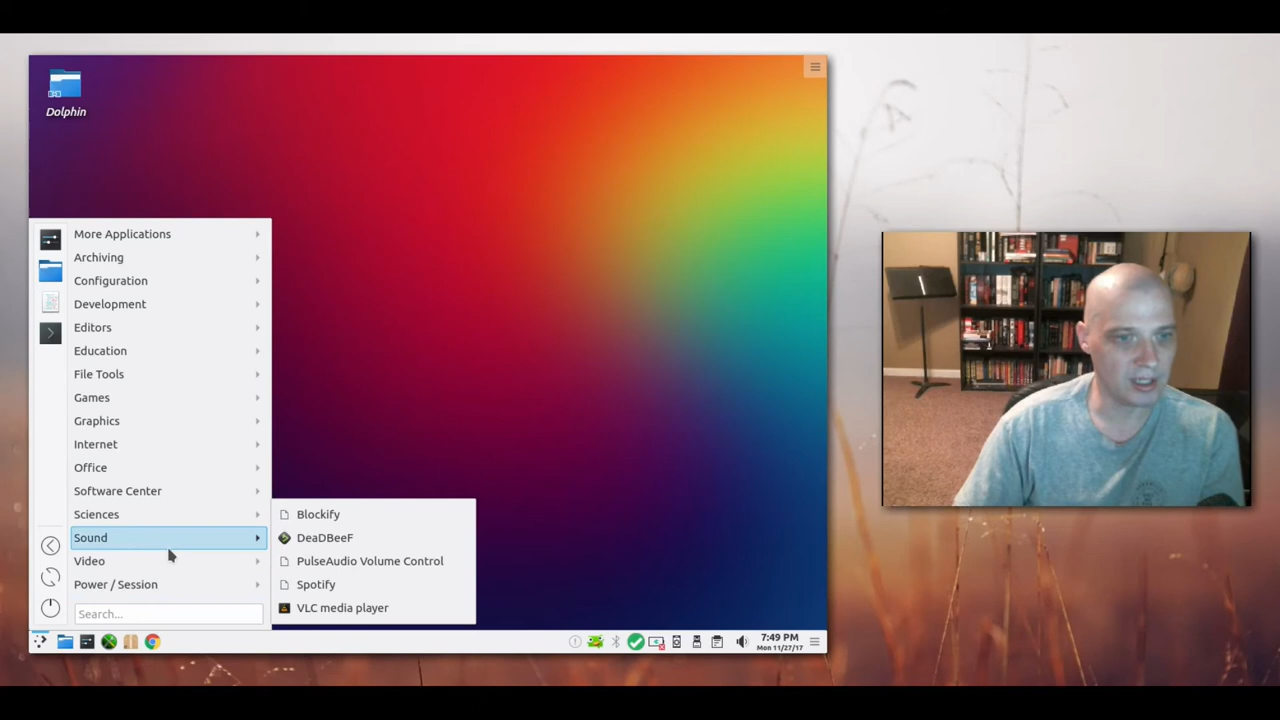 Dolphin
More Applications
Archiving
Configuration
Development
Editors
Education
File Tools
Games
Graphics
Internet
Office
Software Center
Sciences
Sound
Video
Power / Session
Search...
Blockify
DeaDBeeF
PulseAudio Volume Control
Spotify
VLC media player
7:49 PM
Mon 11/27/17